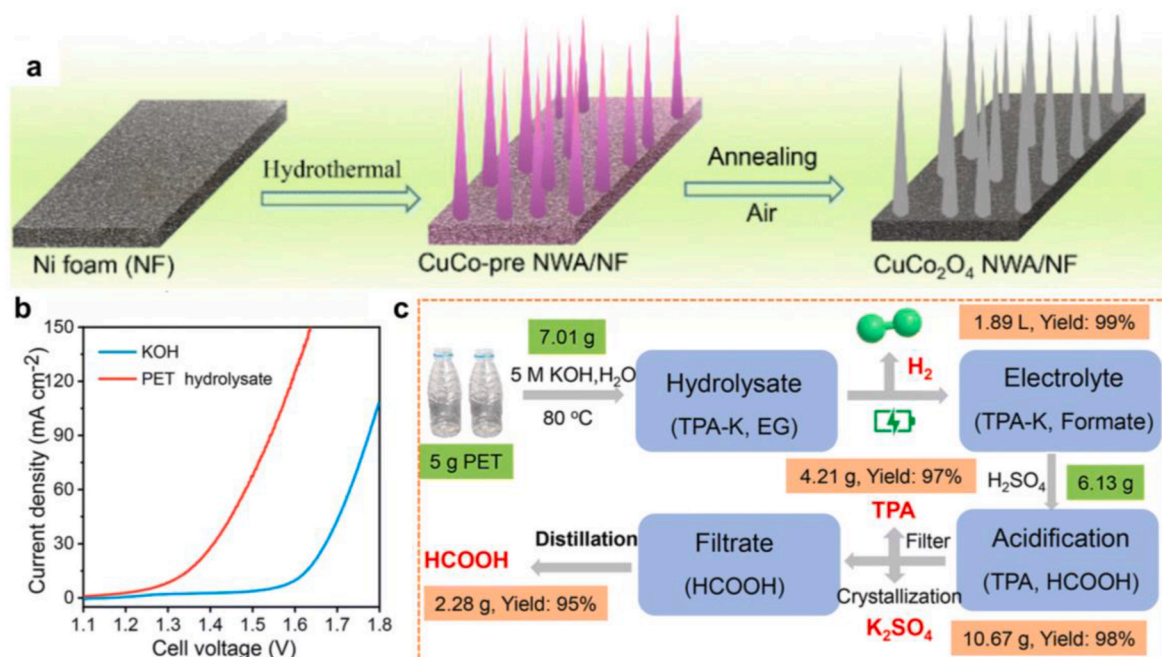 a
Hydrothermal
Annealing
Air
Ni foam (NF)
CuCo-pre NWA/NF
CuCo₂O₄ NWA/NF
b
Current density (mA cm⁻²)
150
120
90
60
30
0
KOH
PET hydrolysate
1.1 1.2 1.3 1.4 1.5 1.6 1.7 1.8
Cell voltage (V)
c
7.01 g
5 M KOH,H₂O
80 °C
5 g PET
Hydrolysate
(TPA-K, EG)
H₂
1.89 L, Yield: 99%
Electrolyte
(TPA-K, Formate)
H₂SO₄
6.13 g
Acidification
(TPA, HCOOH)
4.21 g, Yield: 97%
TPA
Filter
Crystallization
K₂SO₄
10.67 g, Yield: 98%
Filtrate
(HCOOH)
Distillation
HCOOH
2.28 g, Yield: 95%